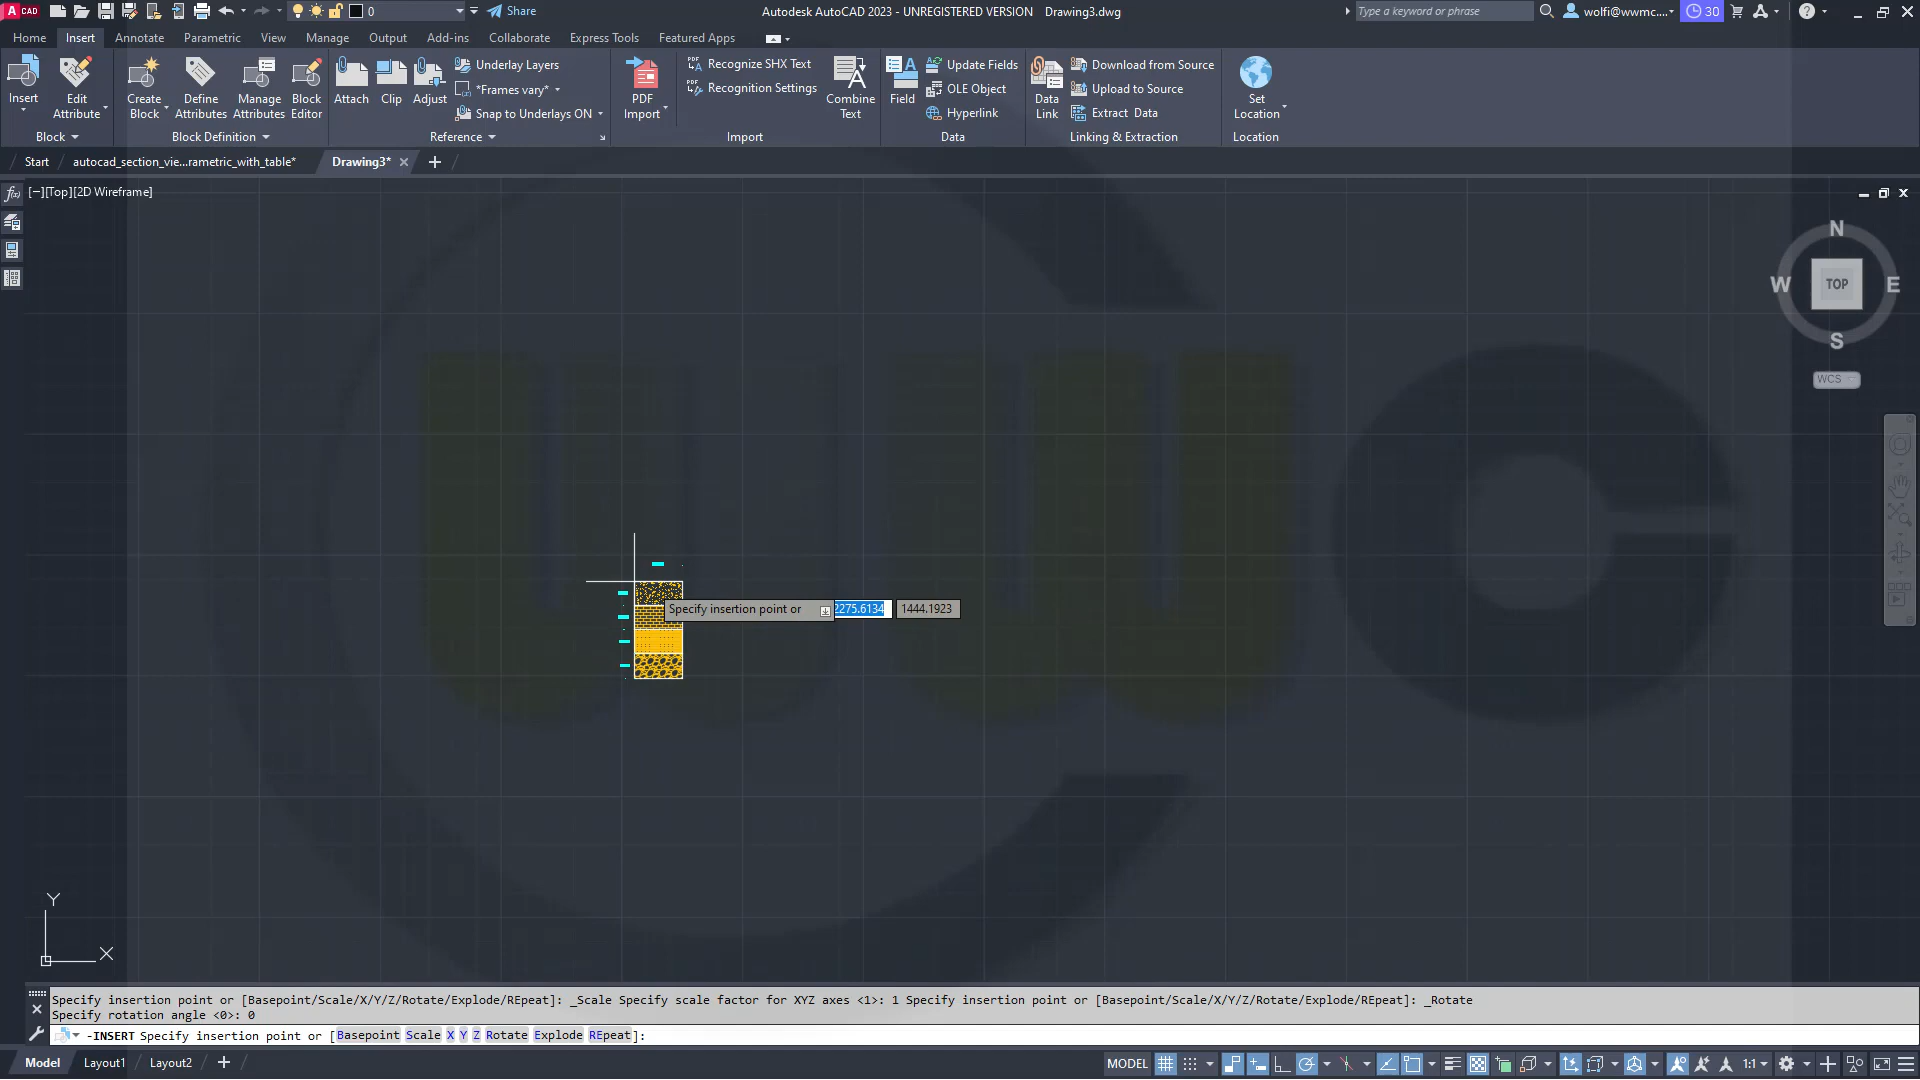 CAD
0
Share
Autodesk AutoCAD 2023 - UNREGISTERED VERSION Drawing3.dwg
Type a keyword or phrase
wolfi@wwmc....
30
Home Insert Annotate Parametric View Manage Output Add-ins Collaborate Express Tools Featured Apps
Insert
Edit Attribute
Create Block
Define Attributes
Manage Attributes
Block Editor
Attach
Clip
Adjust
Underlay Layers
*Frames vary*
Snap to Underlays ON
PDF Import
Recognize SHX Text
Recognition Settings
Combine Text
Field
Update Fields
OLE Object
Hyperlink
Data Link
Download from Source
Upload to Source
Extract Data
Set Location
Block
Block Definition
Reference
Import
Data
Linking & Extraction
Location
Start autocad_section_vie...rametric_with_table* Drawing3*
[−][Top][2D Wireframe]
N
W TOP E
S
WCS
Specify insertion point or 2275.6134 1444.1923
Y
X
Specify insertion point or [Basepoint/Scale/X/Y/Z/Rotate/Explode/REpeat]: _Scale Specify scale factor for XYZ axes <1>: 1 Specify insertion point or [Basepoint/Scale/X/Y/Z/Rotate/Explode/REpeat]: _Rotate
Specify rotation angle <0>: 0
-INSERT Specify insertion point or [Basepoint Scale X Y Z Rotate Explode REpeat]:
Model Layout1 Layout2
MODEL
1:1